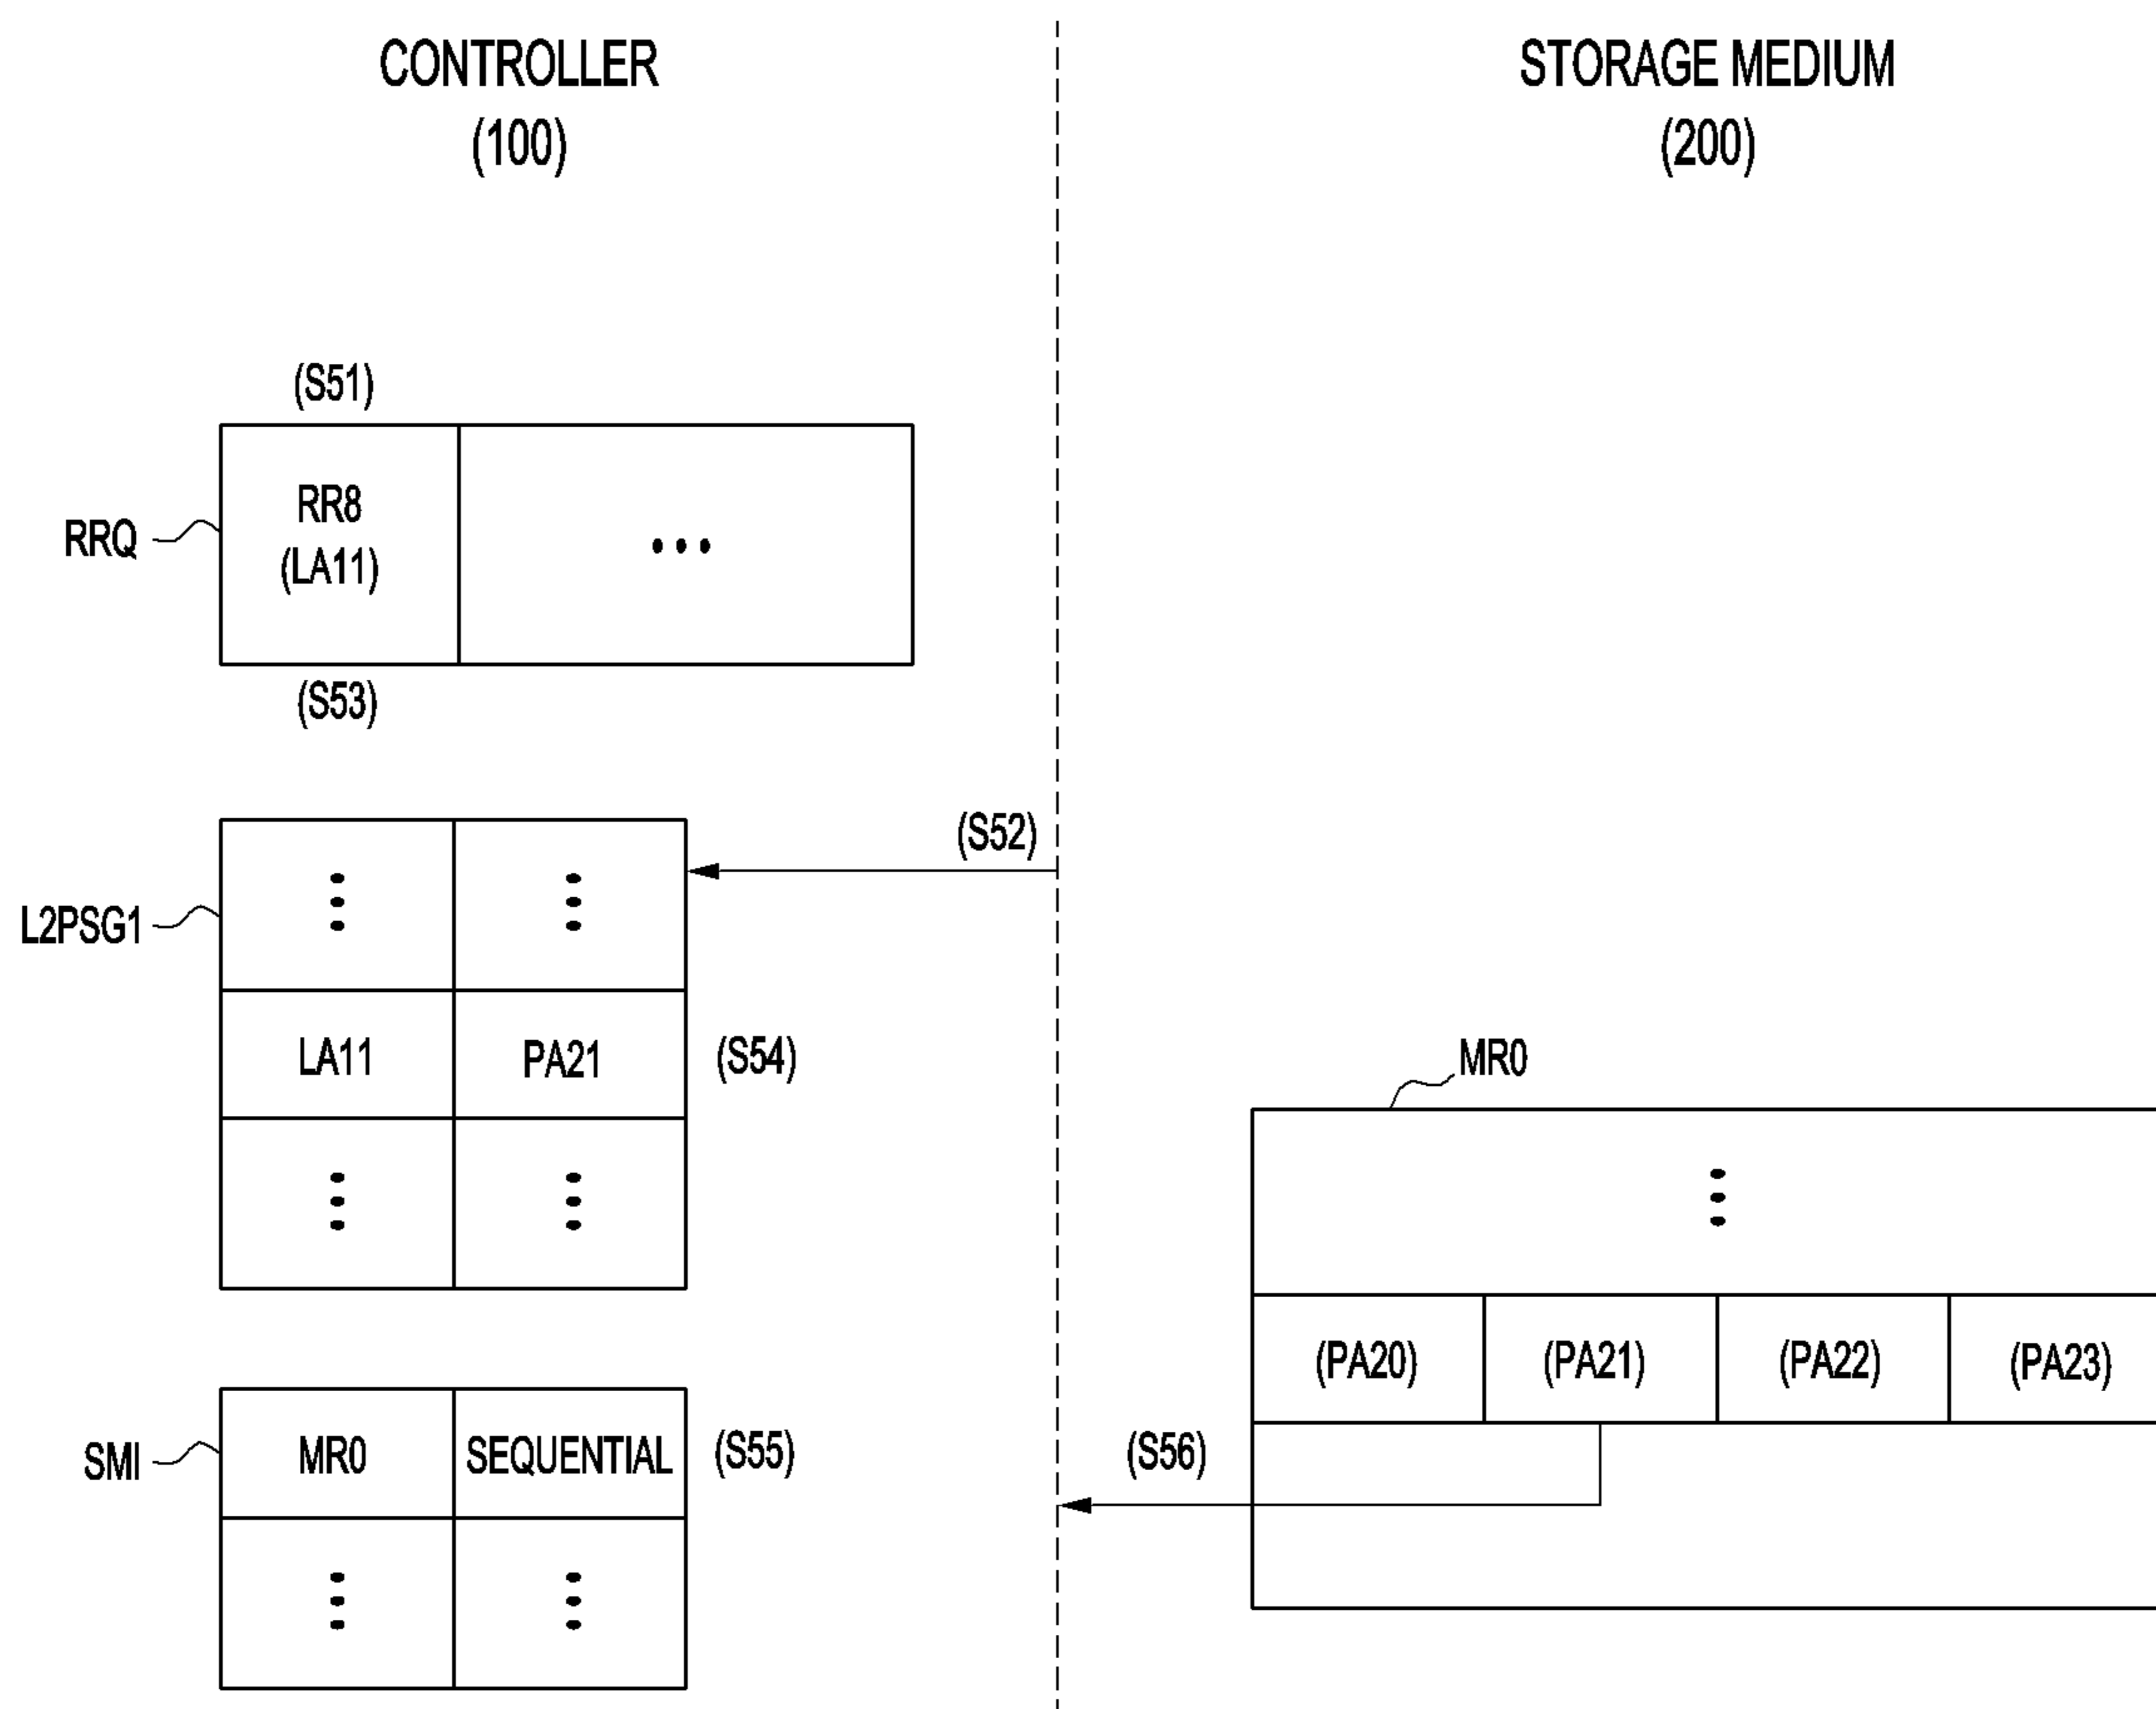 CONTROLLER
(100)
STORAGE MEDIUM
(200)
(S51)
RRQ
RR8
(LA11)
•••
(S53)
(S52)
L2PSG1
LA11
PA21
(S54)
MR0
(PA20)
(PA21)
(PA22)
(PA23)
SMI
MR0
SEQUENTIAL
(S55)
(S56)